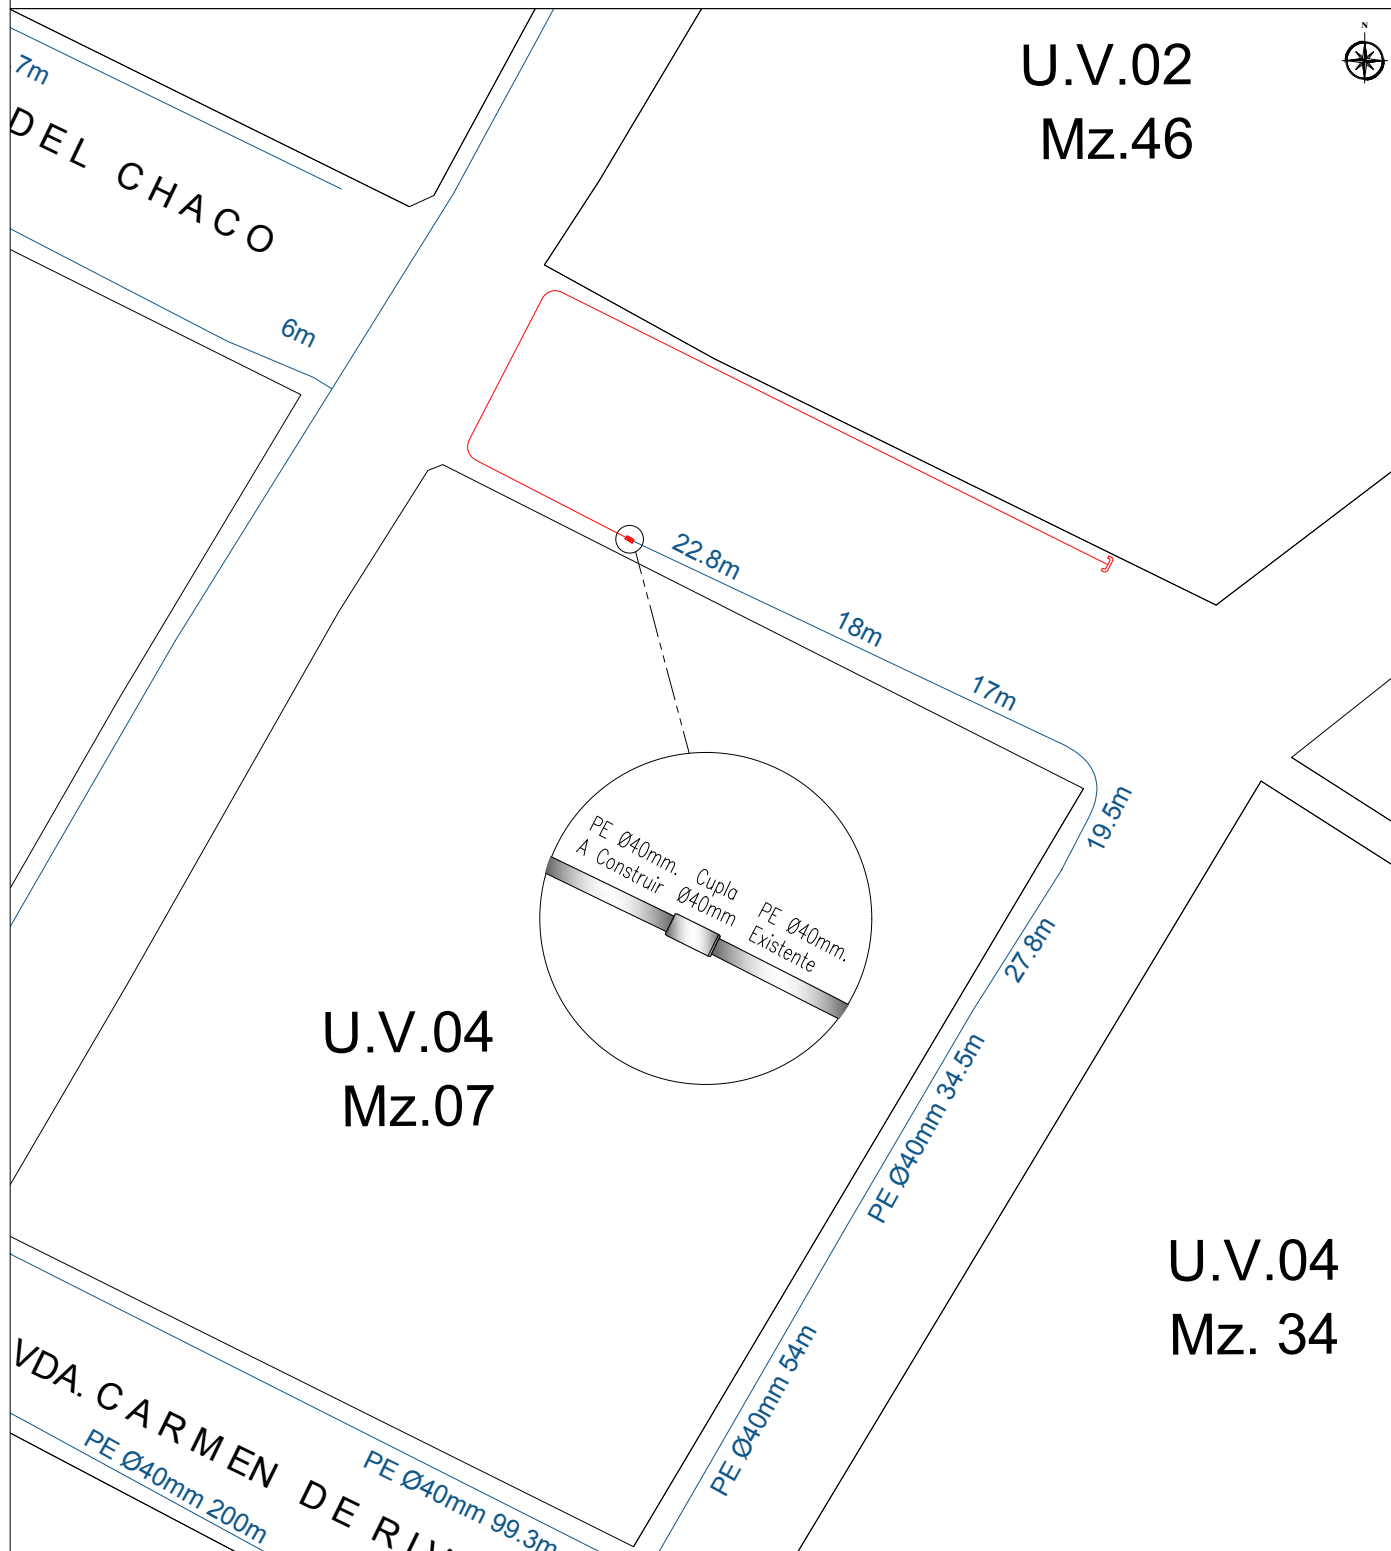 N
U.V.02
Mz.46
7m
DEL CHACO
6m
22.8m
18m
17m
19.5m
27.8m
PE Ø40mm 34.5m
PE Ø40mm 54m
PE Ø40mm.
A Construir
Cupla
Ø40mm
PE Ø40mm.
Existente
U.V.04
Mz.07
U.V.04
Mz. 34
VDA. CARMEN DE
PE Ø40mm 200m
PE Ø40mm 99.3m